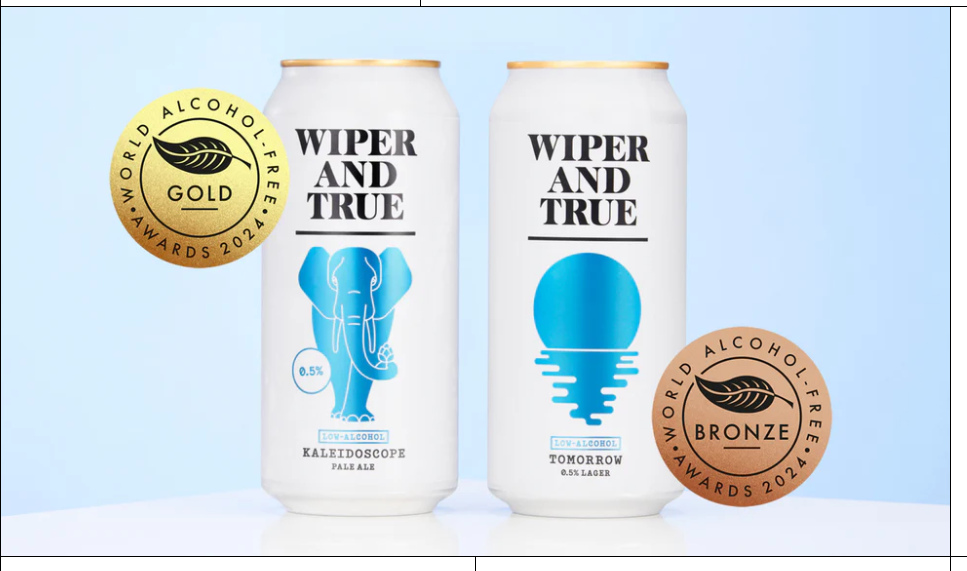 WORLD ALCOHOL-FREE
GOLD
• AWARDS 2024 •
WIPER
AND
TRUE
0.5%
LOW-ALCOHOL
KALEIDOSCOPE
PALE ALE
WIPER
AND
TRUE
LOW-ALCOHOL
TOMORROW
0.5% LAGER
WORLD ALCOHOL-FREE
BRONZE
• AWARDS 2024 •